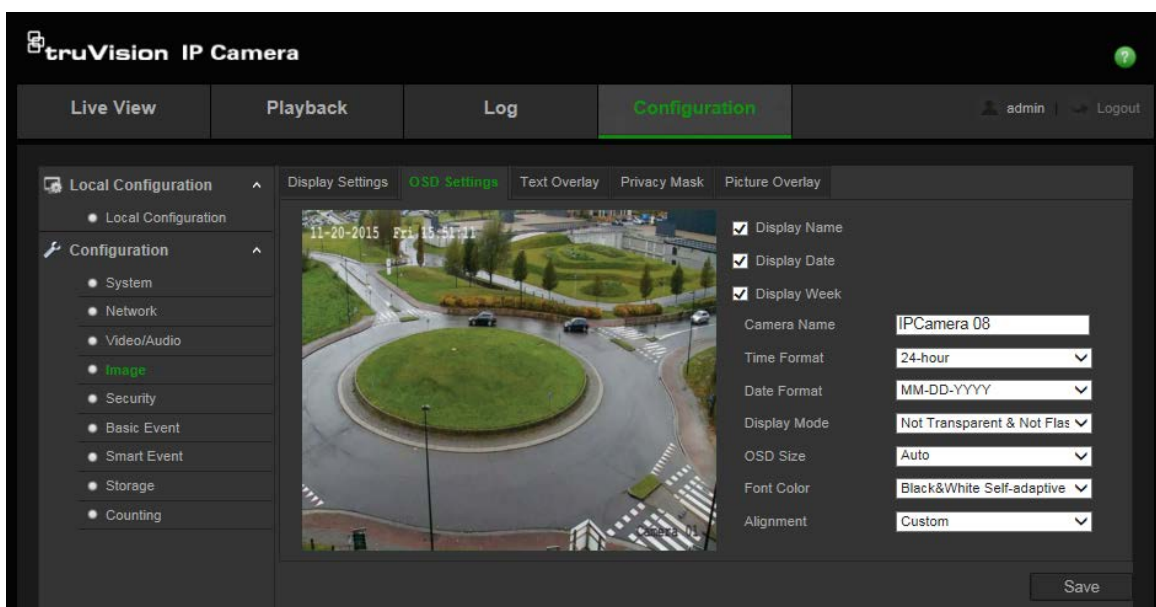 truVision IP Camera
?
Live View
Playback
Log
Configuration
admin
Logout
Local Configuration
Local Configuration
Configuration
System
Network
Video/Audio
Image
Security
Basic Event
Smart Event
Storage
Counting
Display Settings
OSD Settings
Text Overlay
Privacy Mask
Picture Overlay
11-20-2015 Fri 15:51:11
Camera 01
Display Name
Display Date
Display Week
Camera Name IPCamera 08
Time Format 24-hour
Date Format MM-DD-YYYY
Display Mode Not Transparent & Not Flas
OSD Size Auto
Font Color Black&White Self-adaptive
Alignment Custom
Save